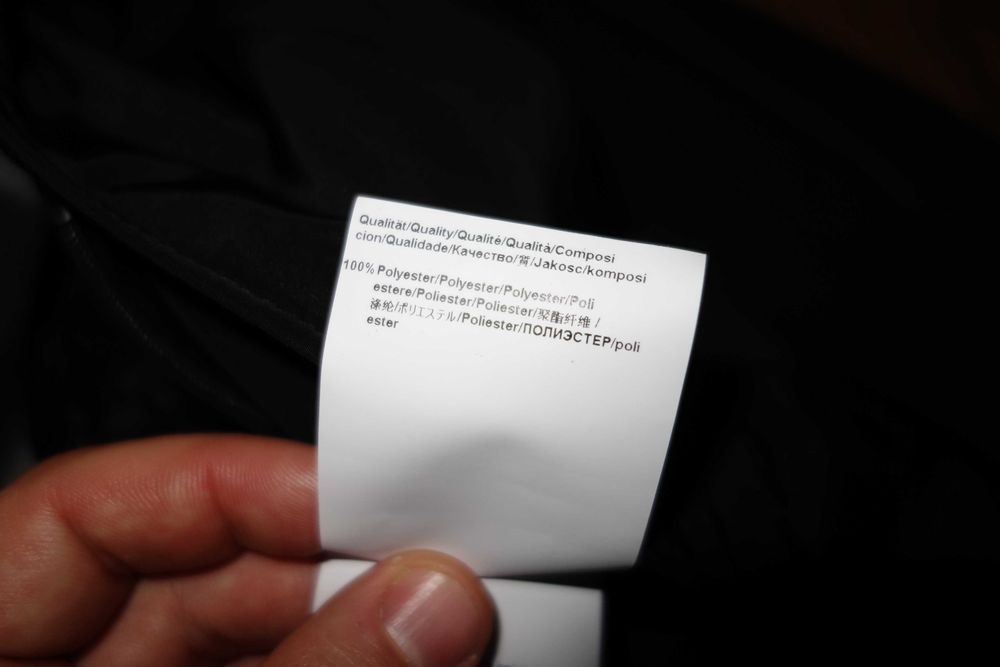 Qualität/Quality/Qualité/Qualità/Composi
cion/Qualidade/Качество/質/Jakosc/komposi
100% Polyester/Polyester/Polyester/Poli
estere/Poliester/Poliester/聚酯纤维 /
涤纶/ポリエステル/Poliester/ПОЛИЭСТЕР/poli
ester